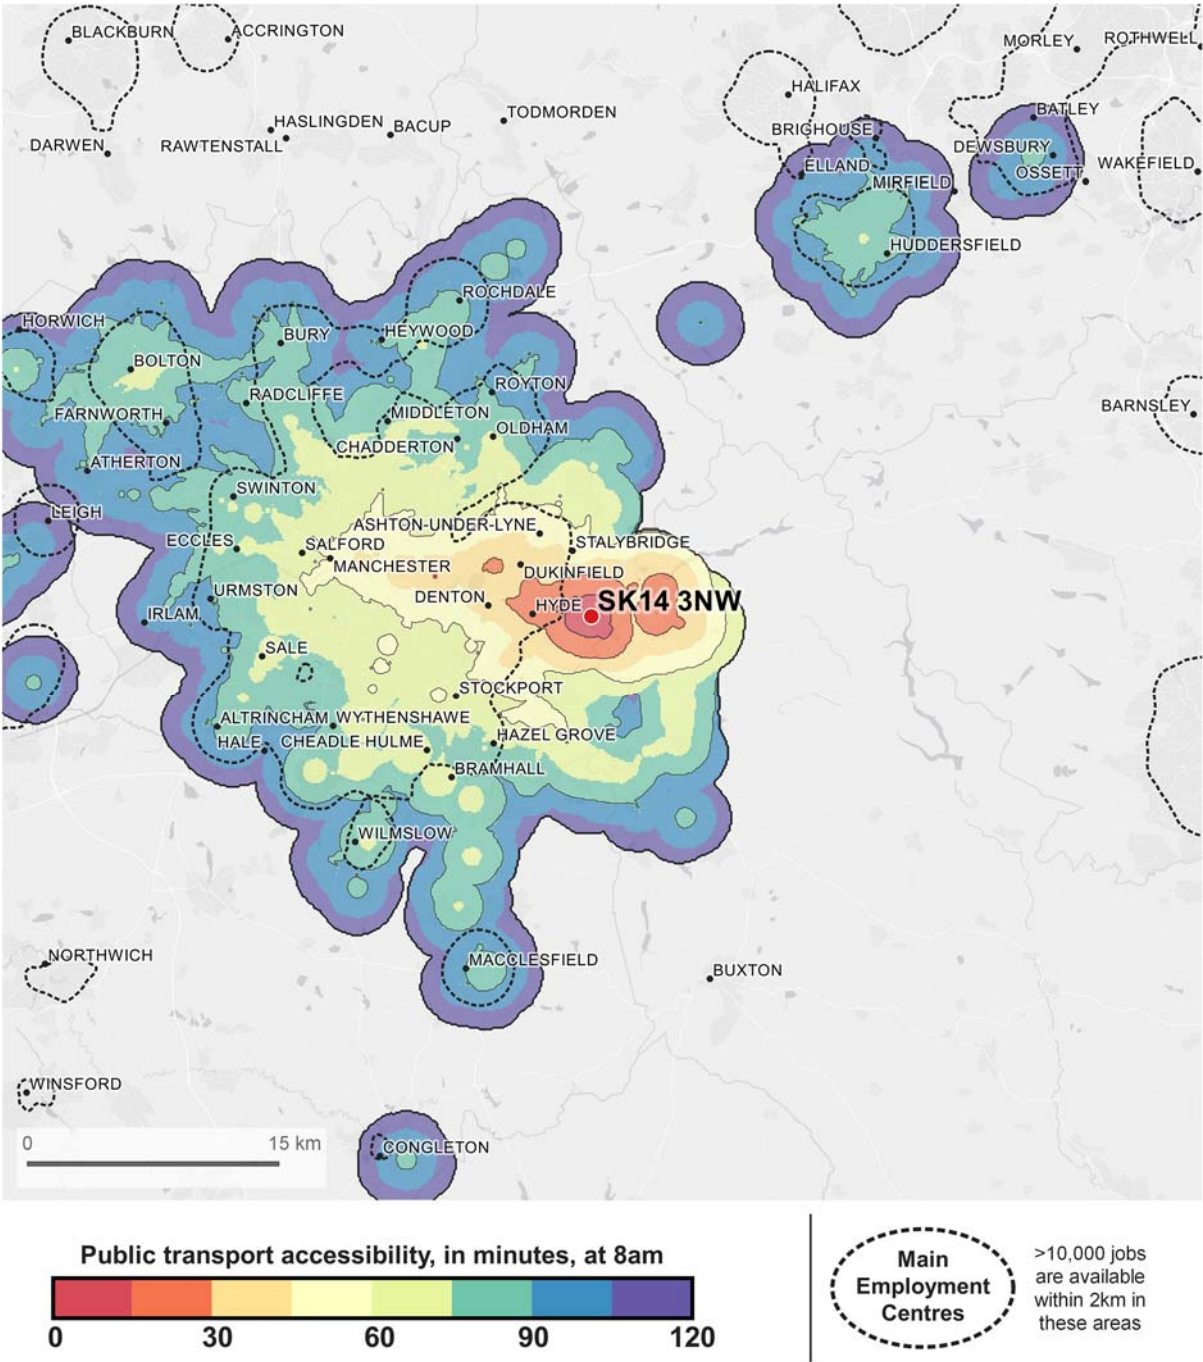 BLACKBURN
ACCRINGTON
MORLEY
ROTHWELL
HALIFAX
TODMORDEN
BATLEY
HASLINGDEN
BACUP
BRIGHOUSE
DARWEN
RAWTENSTALL
DEWSBURY
WAKEFIELD
ELLAND
OSSETT
MIRFIELD
HUDDERSFIELD
ROCHDALE
HORWICH
BURY
HEYWOOD
BOLTON
ROYTON
RADCLIFFE
BARNSLEY
FARNWORTH
MIDDLETON
OLDHAM
CHADDERTON
ATHERTON
SWINTON
LEIGH
ASHTON-UNDER-LYNE
ECCLES
SALFORD
STALYBRIDGE
MANCHESTER
DUKINFIELD
URMSTON
DENTON
HYDE
SK14 3NW
IRLAM
SALE
STOCKPORT
ALTRINCHAM
WYTHENSHAWE
HAZEL GROVE
HALE
CHEADLE HULME
BRAMHALL
WILMSLOW
NORTHWICH
MACCLESFIELD
BUXTON
WINSFORD
0 15 km
CONGLETON
Public transport accessibility, in minutes, at 8am
0 30 60 90 120
Main
Employment
Centres
>10,000 jobs
are available
within 2km in
these areas